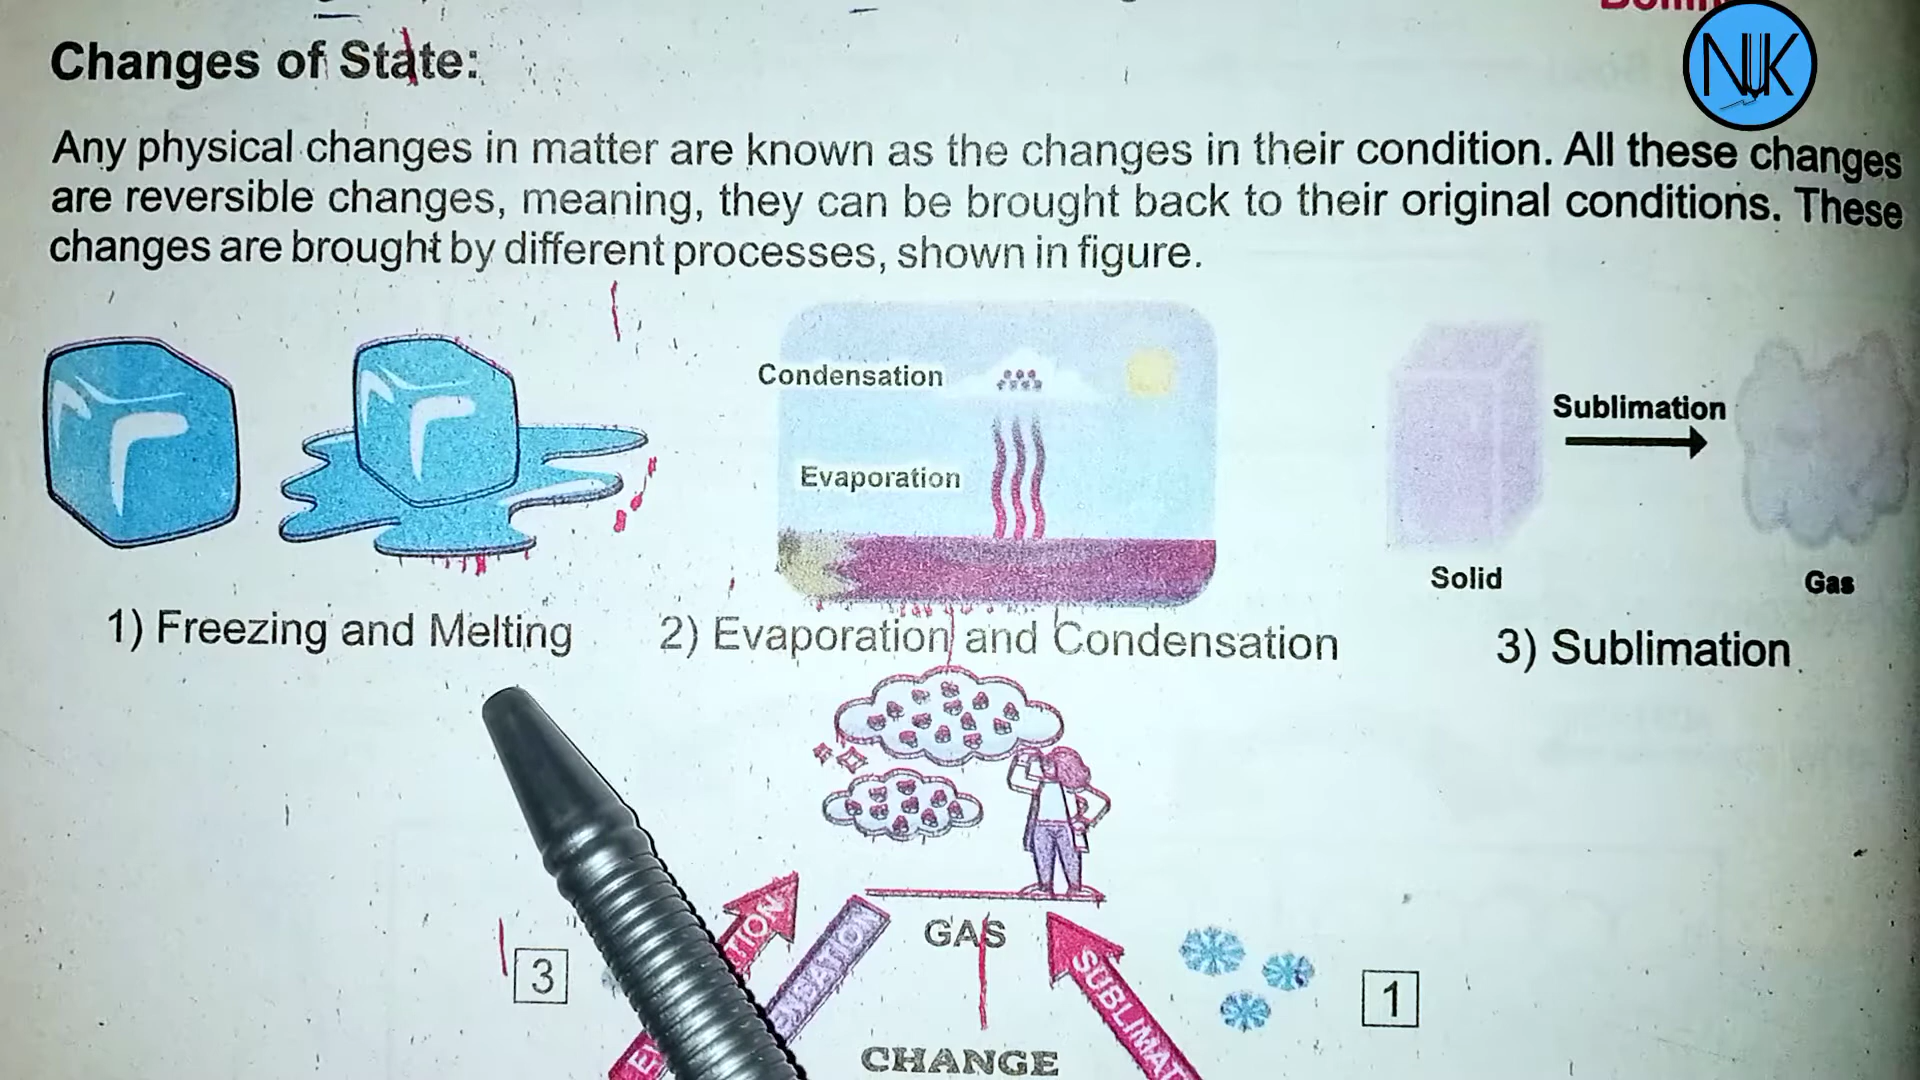 NUK
Changes of State:
Any physical changes in matter are known as the changes in their condition. All these changes
are reversible changes, meaning, they can be brought back to their original conditions. These
changes are brought by different processes, shown in figure.
Condensation
Evaporation
Sublimation
Solid
Gas
1) Freezing and Melting
2) Evaporation and Condensation
3) Sublimation
GAS
3
1
CHANGE